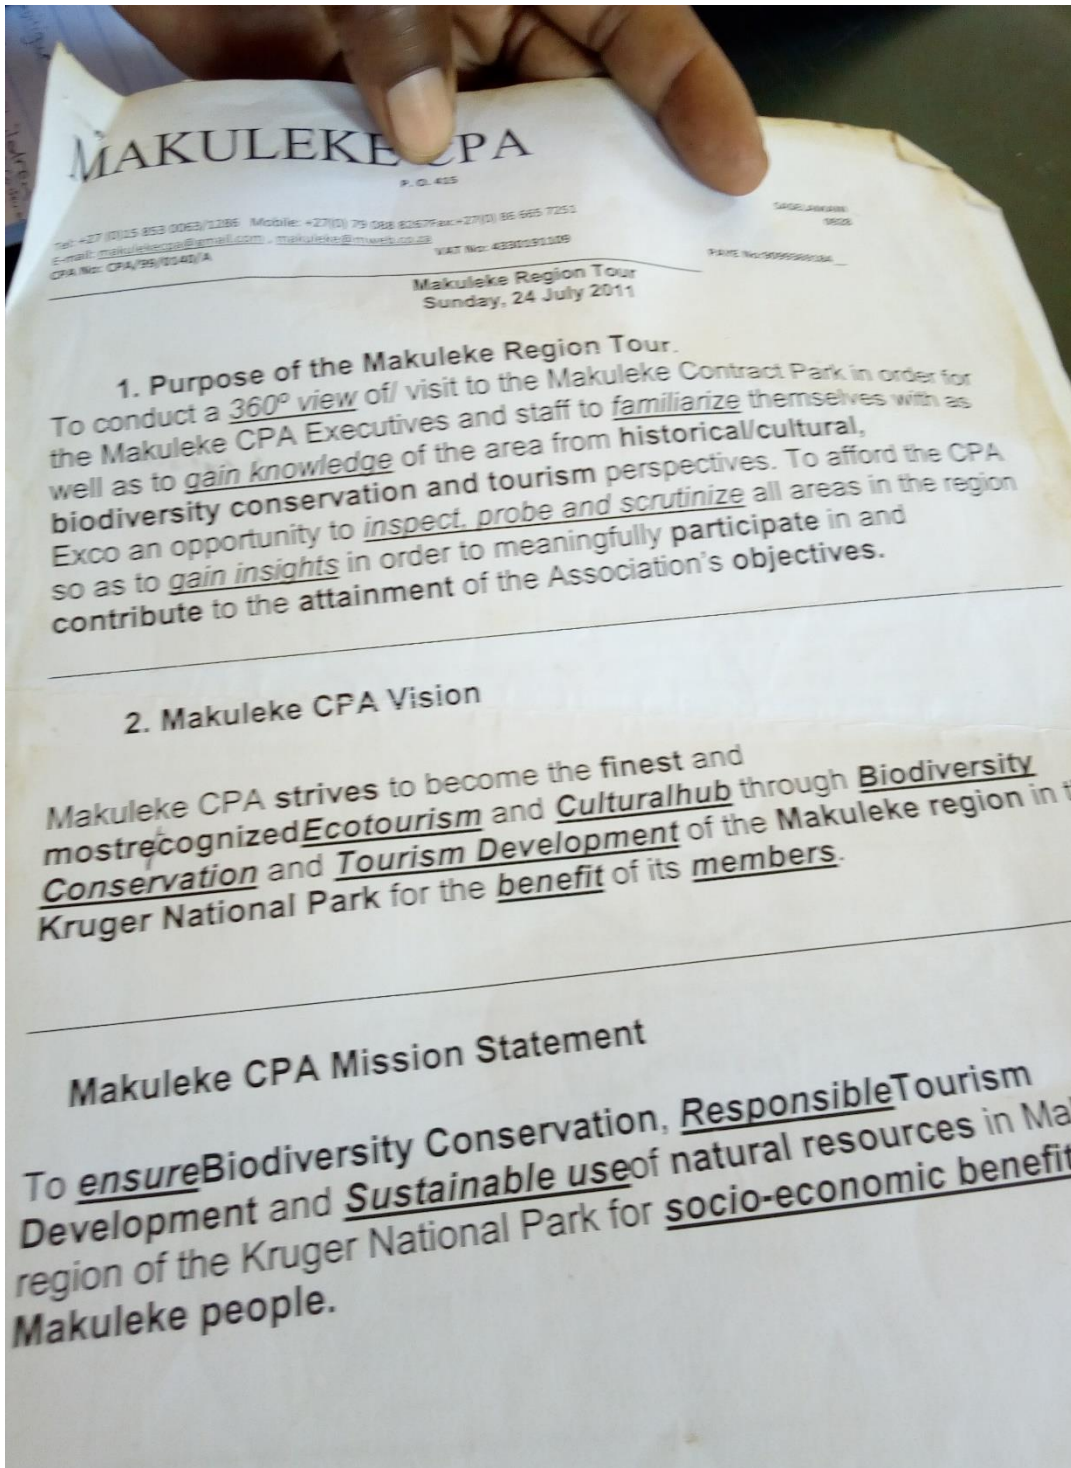 MAKULEKE CPA
P. O. 415
Tel: +27 (0)15 853 0063/1286 Mobile: +27(0) 79 088 8267Fax:+27(0) 86 665 7251
0928
E-mail: makulekecpa@gmail.com , makuleke@mweb.co.za
VAT No: 4330191109
CPA No: CPA/99/0140/A
PAYE No:
Makuleke Region Tour
Sunday, 24 July 2011
1. Purpose of the Makuleke Region Tour.
To conduct a 360º view of/ visit to the Makuleke Contract Park in order for
the Makuleke CPA Executives and staff to familiarize themselves with as
well as to gain knowledge of the area from historical/cultural,
biodiversity conservation and tourism perspectives. To afford the CPA
Exco an opportunity to inspect, probe and scrutinize all areas in the region
so as to gain insights in order to meaningfully participate in and
contribute to the attainment of the Association's objectives.
2. Makuleke CPA Vision
Makuleke CPA strives to become the finest and
mostrecognizedEcotourism and Culturalhub through Biodiversity
Conservation and Tourism Development of the Makuleke region in t
Kruger National Park for the benefit of its members.
Makuleke CPA Mission Statement
To ensureBiodiversity Conservation, ResponsibleTourism
Development and Sustainable useof natural resources in Ma
region of the Kruger National Park for socio-economic benefit
Makuleke people.